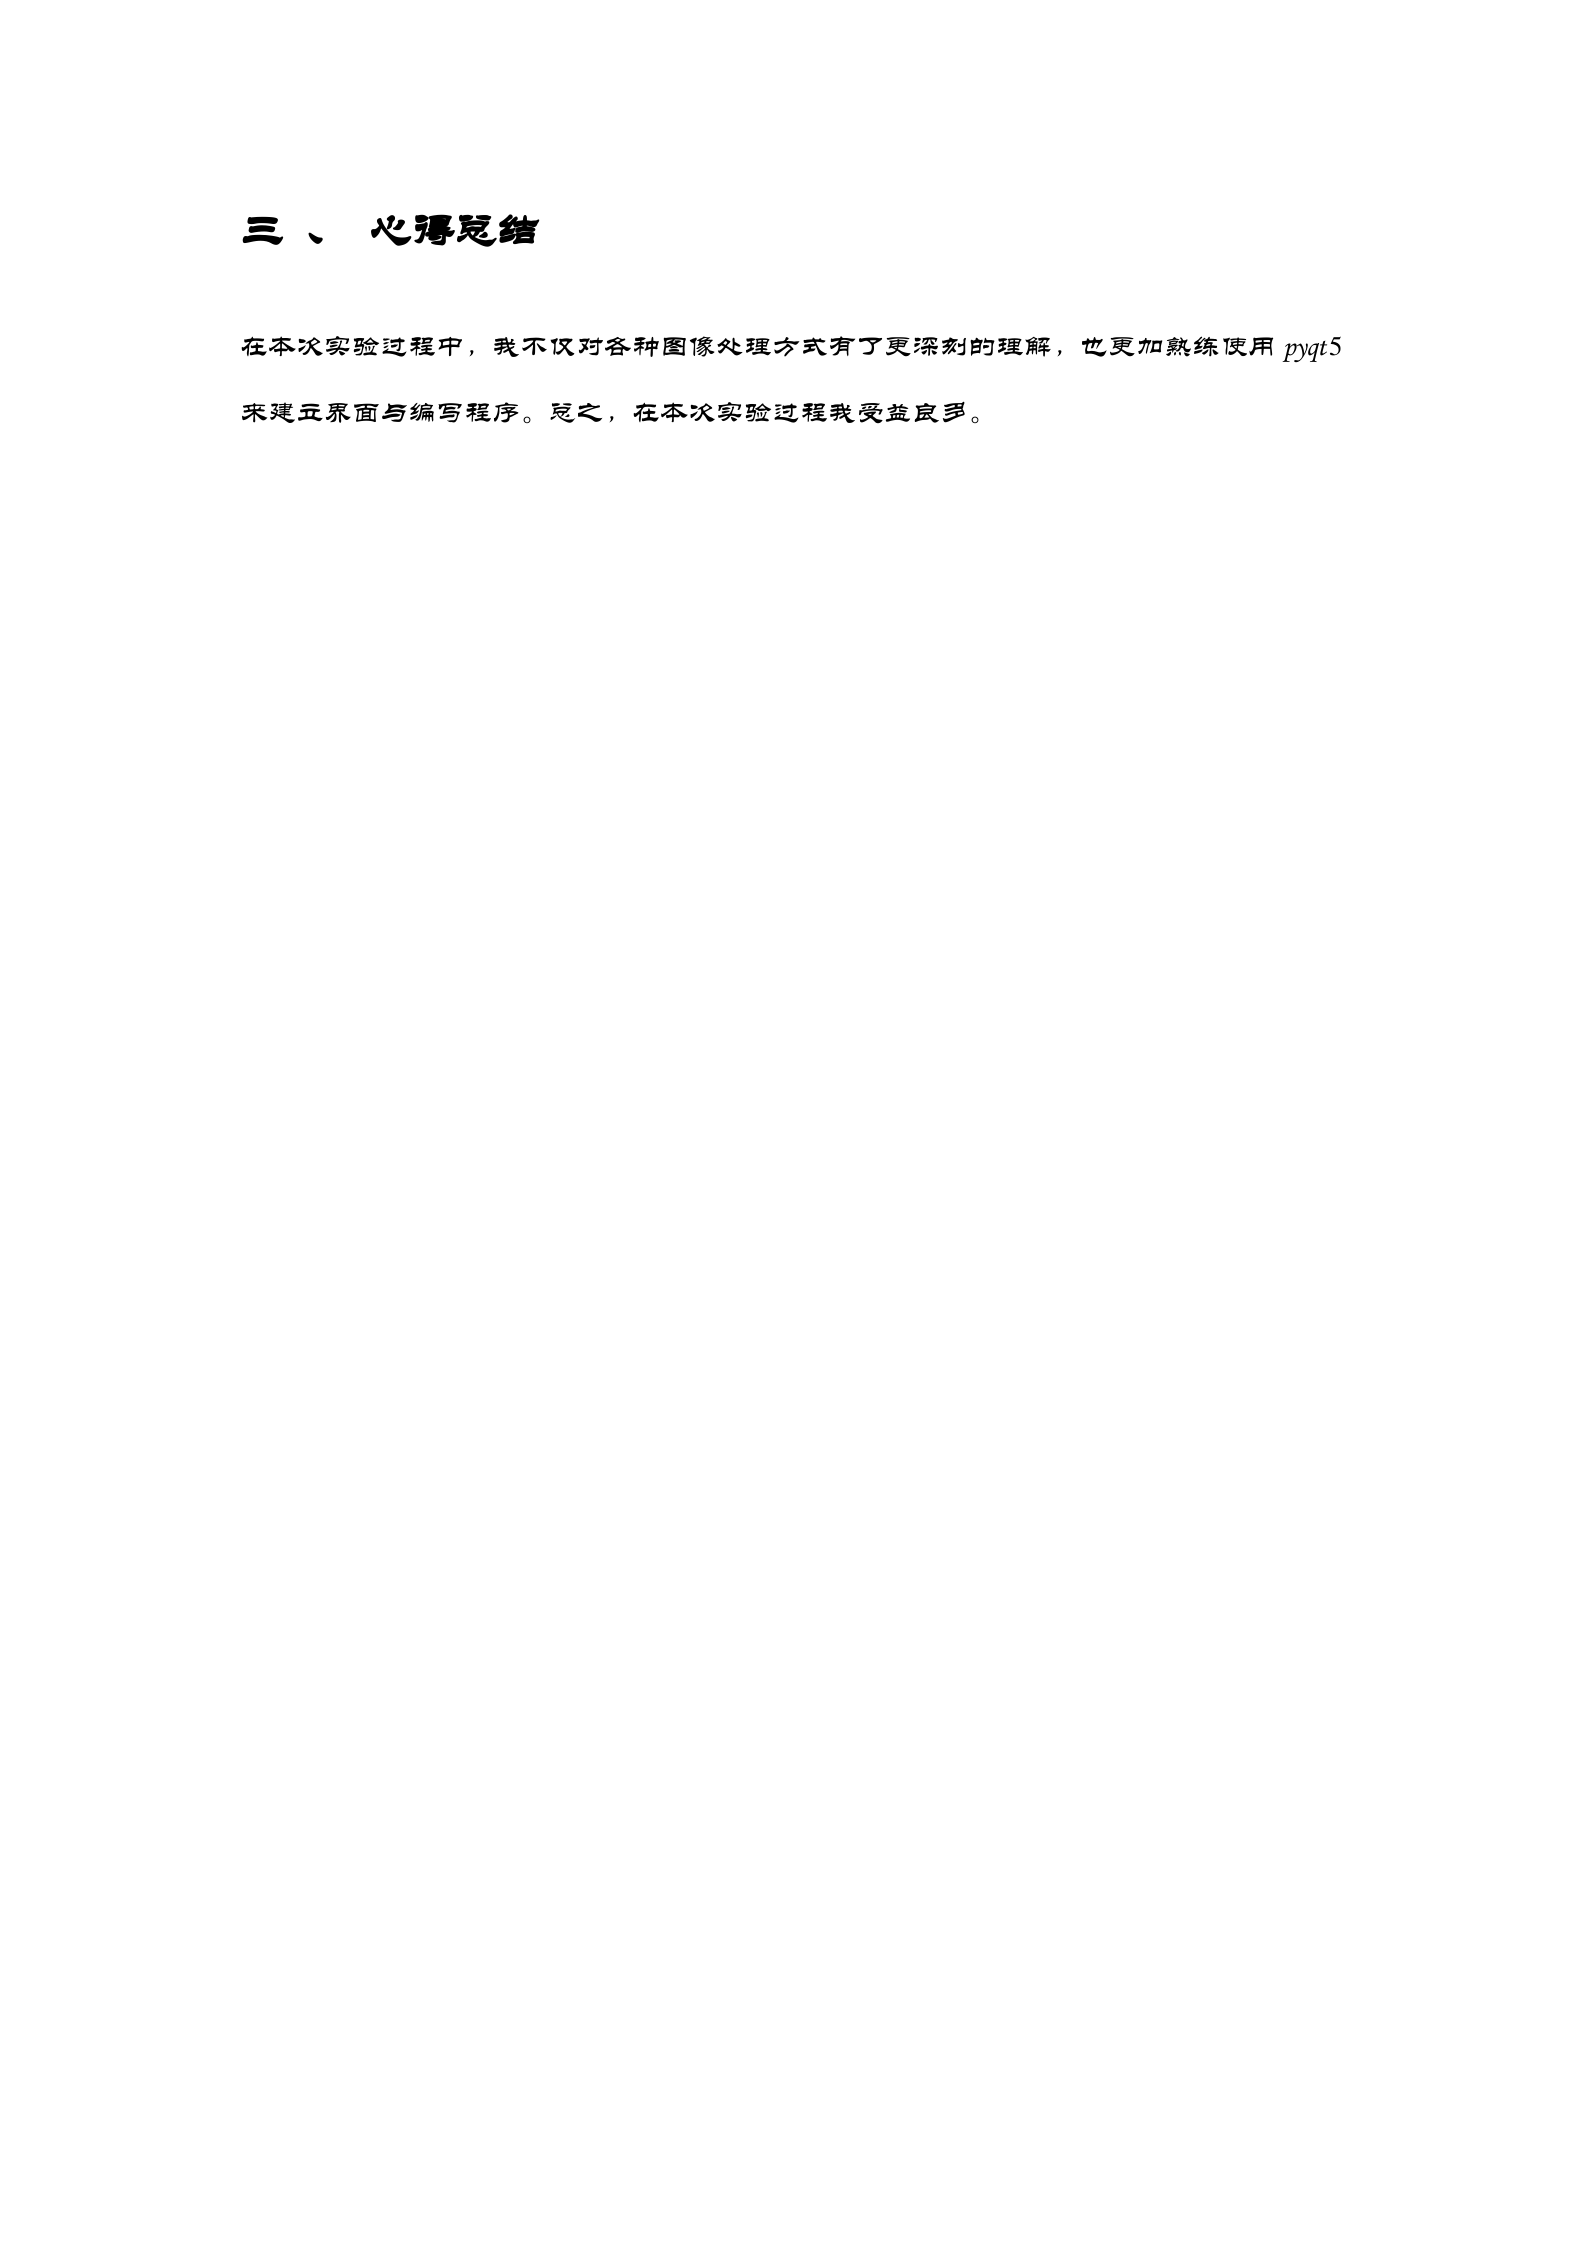 三 、 心得总结
在本次实验过程中，我不仅对各种图像处理方式有了更深刻的理解，也更加熟练使用 pyqt5
来建立界面与编写程序。总之，在本次实验过程我受益良多。